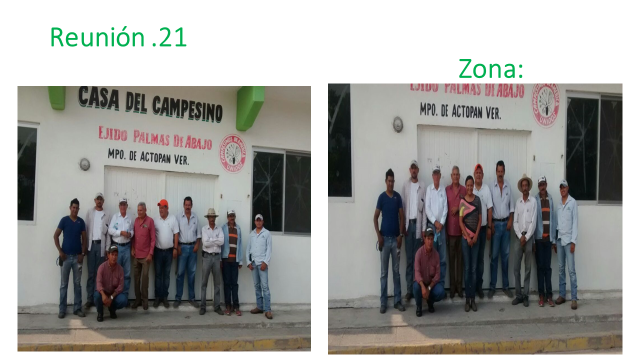 Reunión .21
Zona:
CASA DEL CAMPESINO
EJIDO PALMAS DE ABAJO
MPO. DE ACTOPAN VER.
EJIDO PALMAS DE ABAJO
MPO. DE ACTOPAN VER.